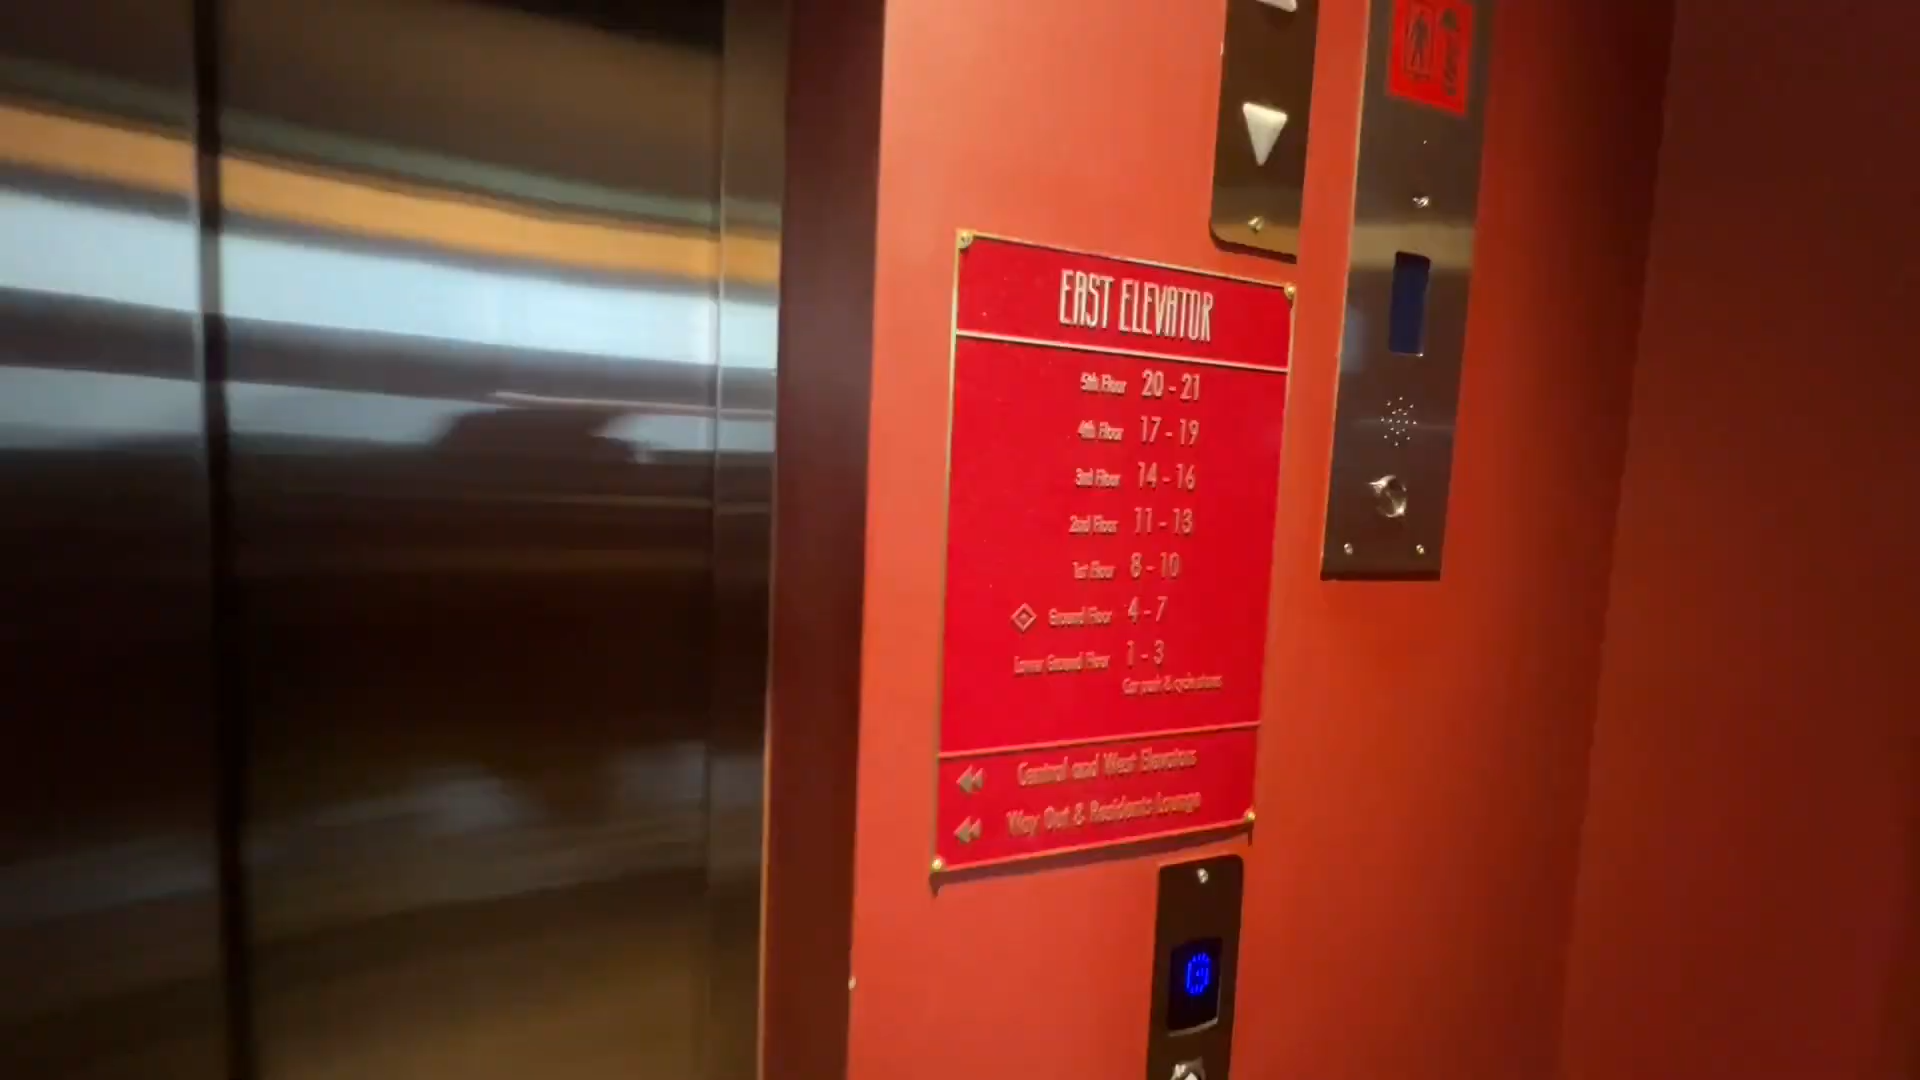 EAST ELEVATOR
5th Floor 20 - 21
4th Floor 17 - 19
3rd Floor 14 - 16
2nd Floor 11 - 13
1st Floor 8 - 10
Ground Floor 4 - 7
Lower Ground Floor 1 - 3
Car park & cycle stores
Central and West Elevators
Way Out & Residents Lounge